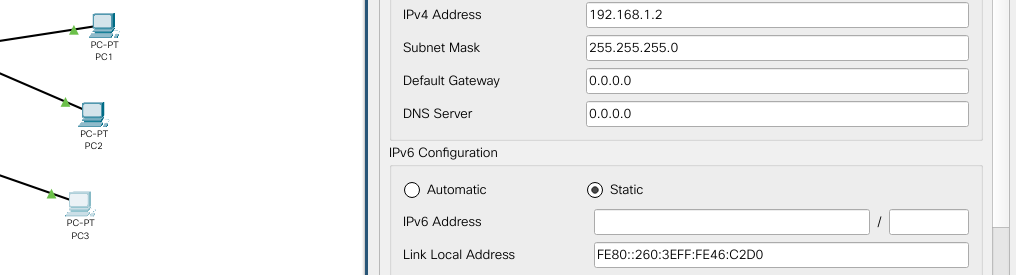 PC-PT
PC1
PC-PT
PC2
PC-PT
PC3
IPv4 Address 192.168.1.2
Subnet Mask 255.255.255.0
Default Gateway 0.0.0.0
DNS Server 0.0.0.0
IPv6 Configuration
Automatic Static
IPv6 Address /
Link Local Address FE80::260:3EFF:FE46:C2D0